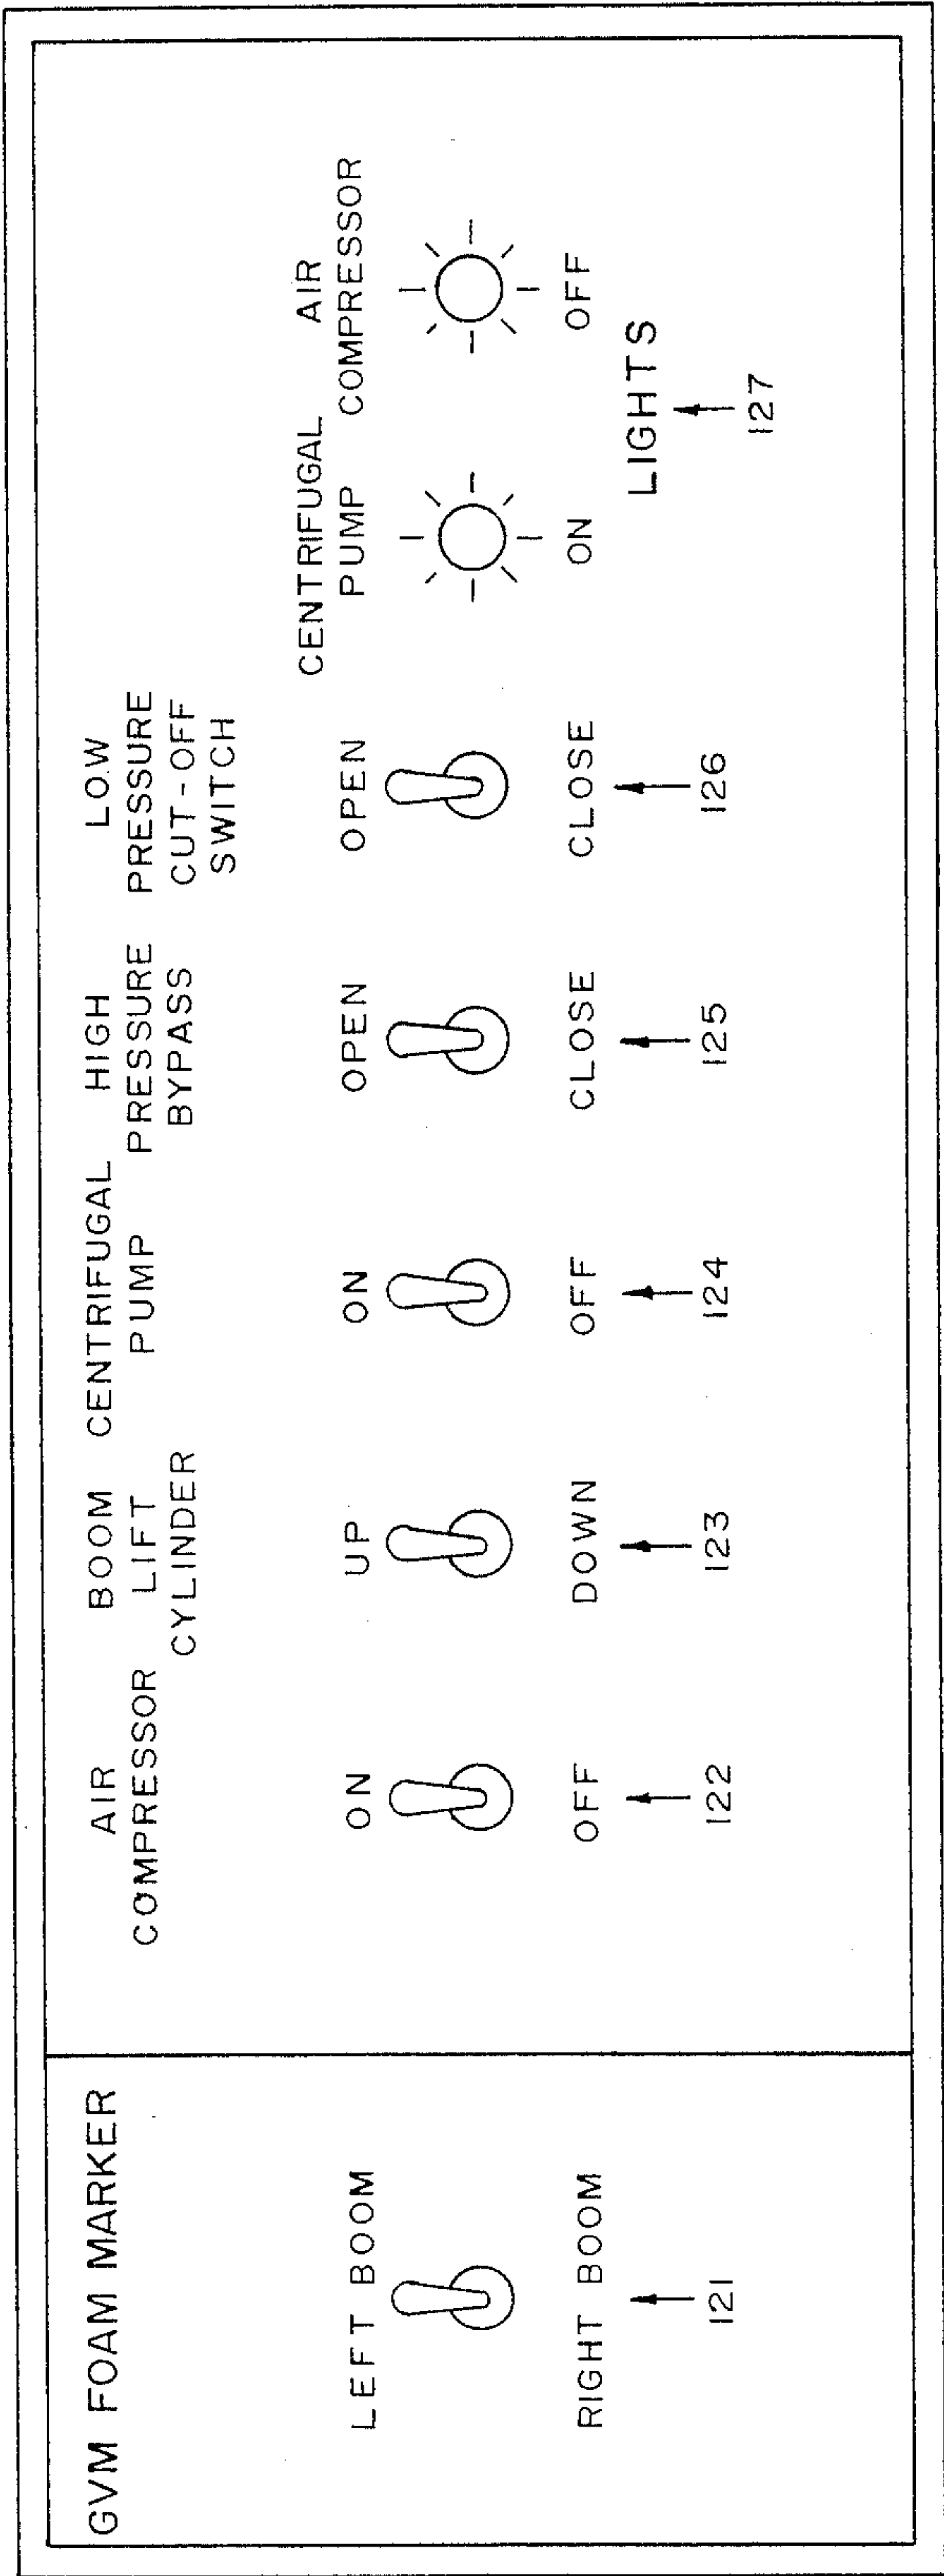 GVM FOAM MARKER
LEFT BOOM
RIGHT BOOM
121
AIR
COMPRESSOR
ON
OFF
122
BOOM
LIFT
CYLINDER
UP
DOWN
123
CENTRIFUGAL
PUMP
ON
OFF
124
HIGH
PRESSURE
BYPASS
OPEN
CLOSE
125
LOW
PRESSURE
CUT-OFF
SWITCH
OPEN
CLOSE
126
CENTRIFUGAL
PUMP
ON
AIR
COMPRESSOR
OFF
LIGHTS
127